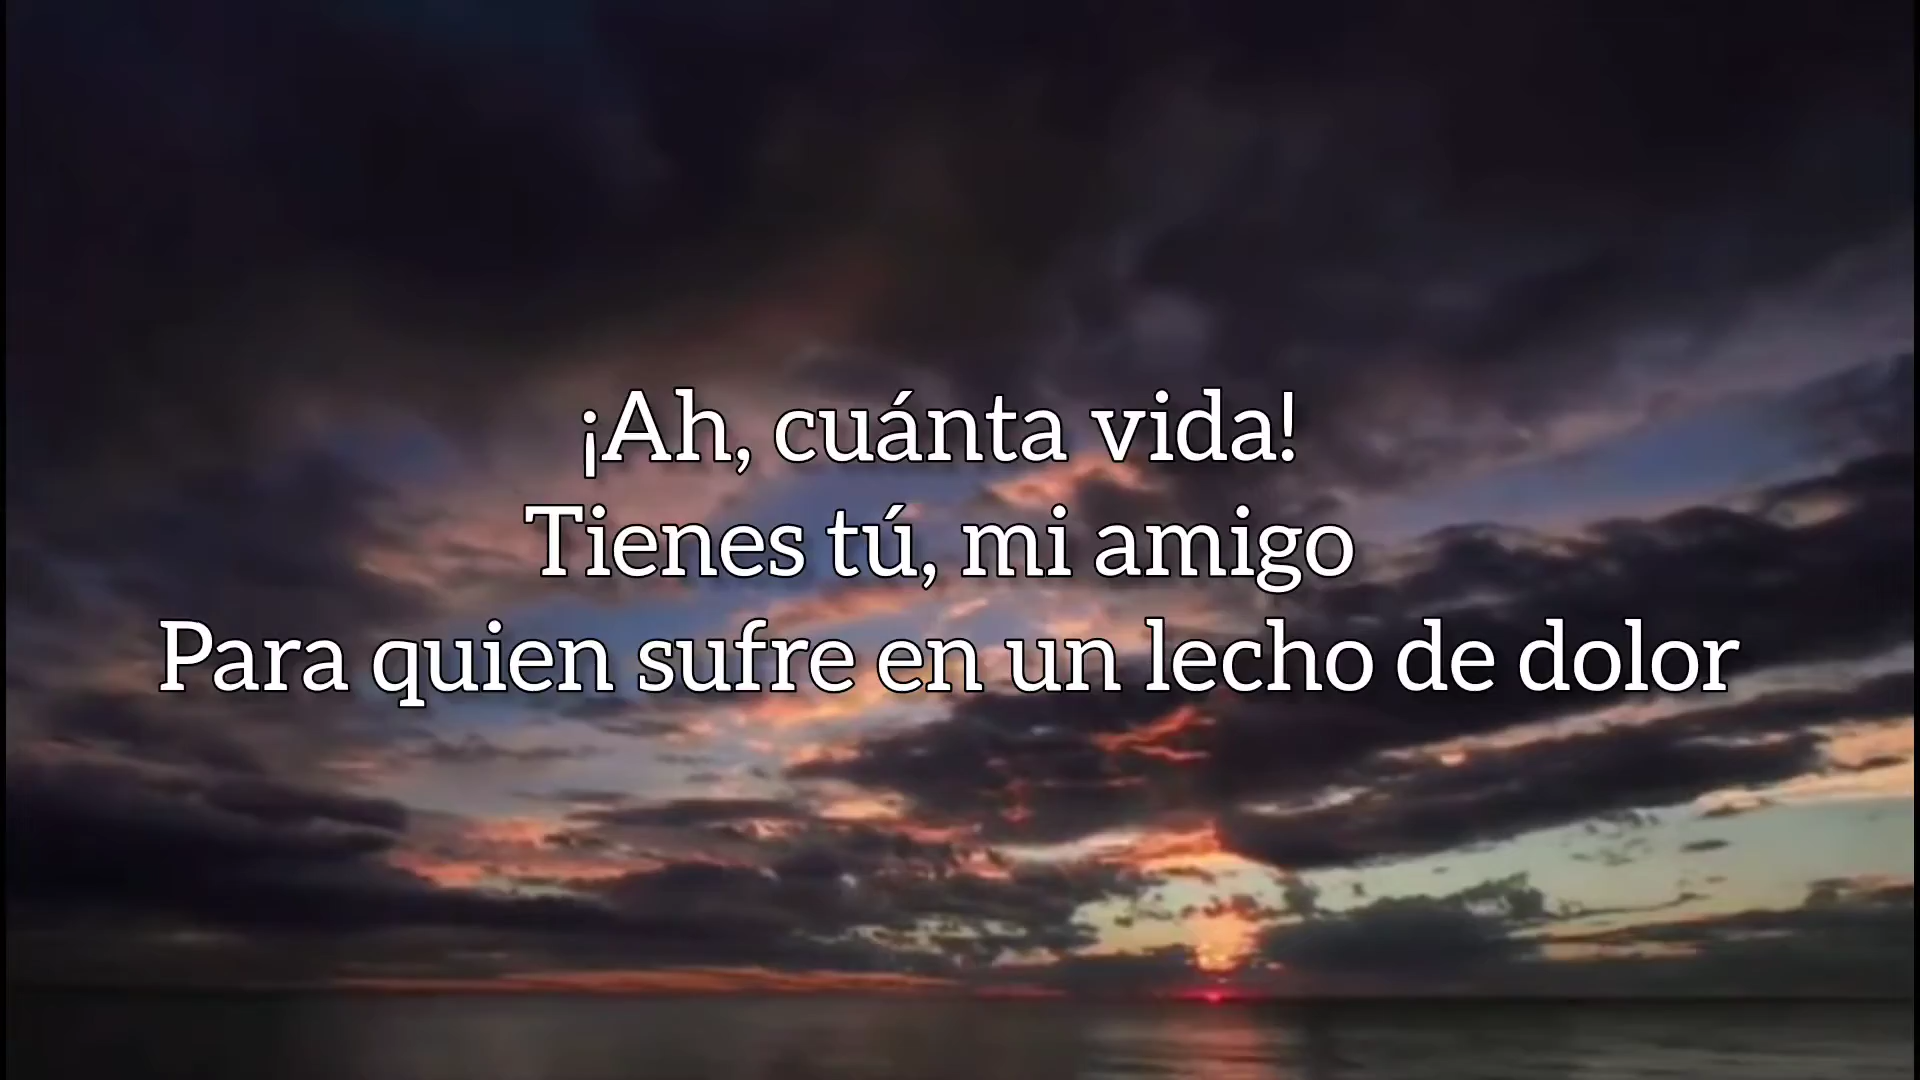 ¡Ah, cuánta vida!
Tienes tú, mi amigo
Para quien sufre en un lecho de dolor